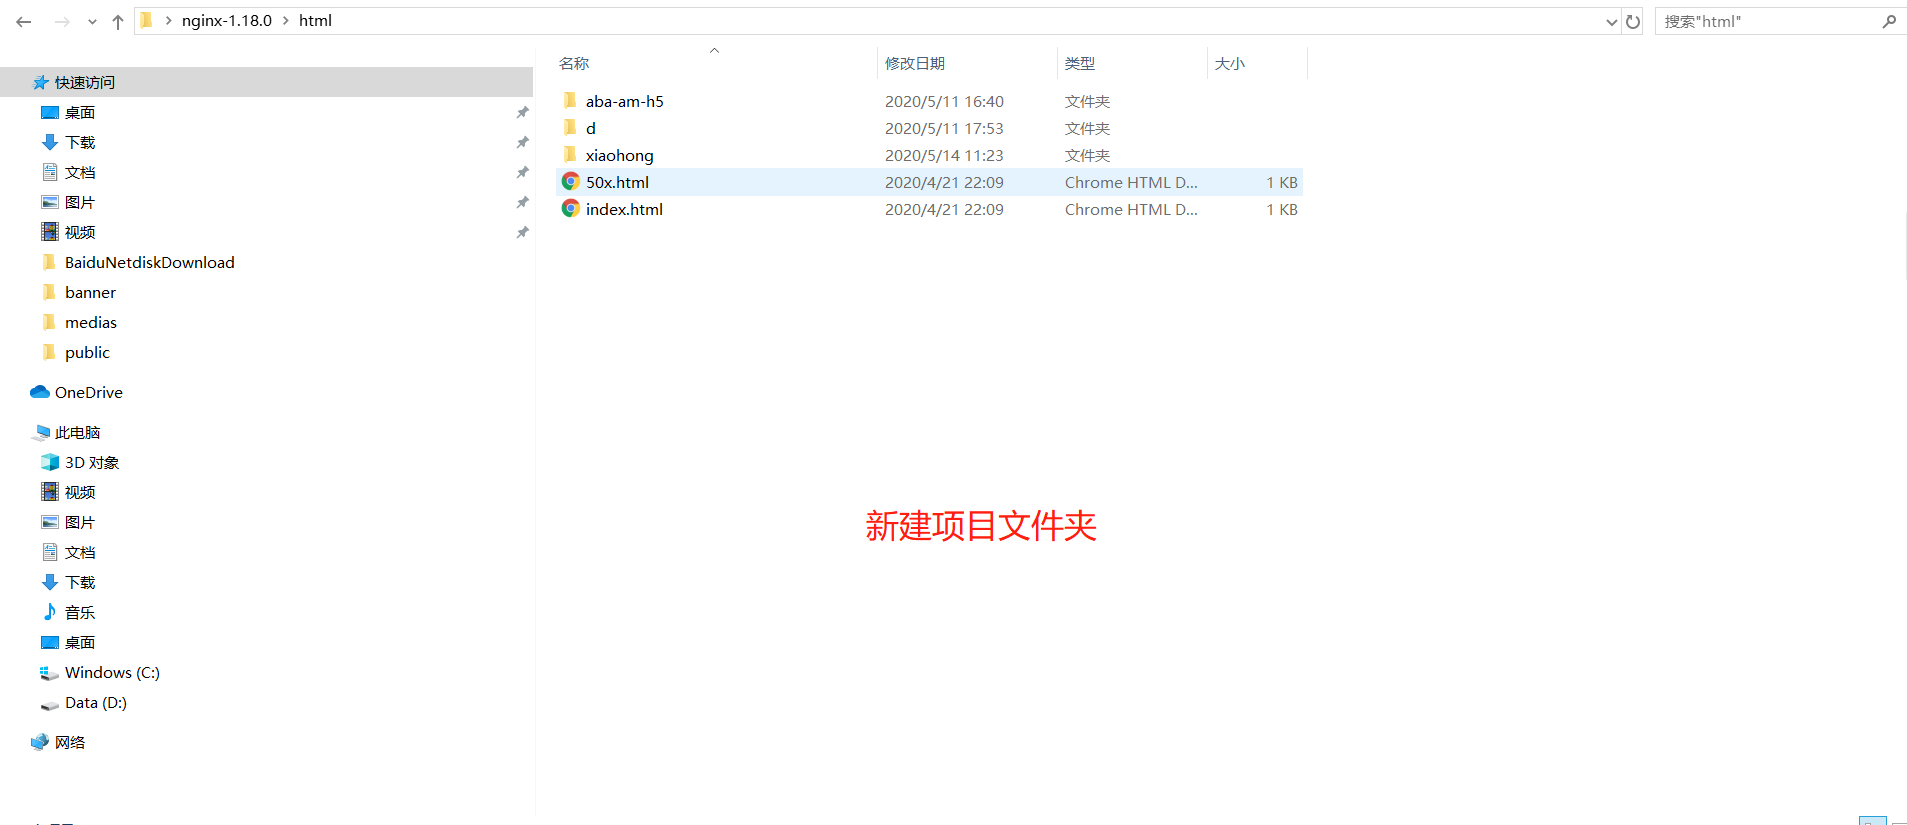 nginx-1.18.0 html
搜索"html"
名称 修改日期 类型 大小
快速访问
桌面
下载
文档
图片
视频
BaiduNetdiskDownload
banner
medias
public
OneDrive
此电脑
3D 对象
视频
图片
文档
下载
音乐
桌面
Windows (C:)
Data (D:)
网络
aba-am-h5 2020/5/11 16:40 文件夹
d 2020/5/11 17:53 文件夹
xiaohong 2020/5/14 11:23 文件夹
50x.html 2020/4/21 22:09 Chrome HTML D... 1 KB
index.html 2020/4/21 22:09 Chrome HTML D... 1 KB
新建项目文件夹